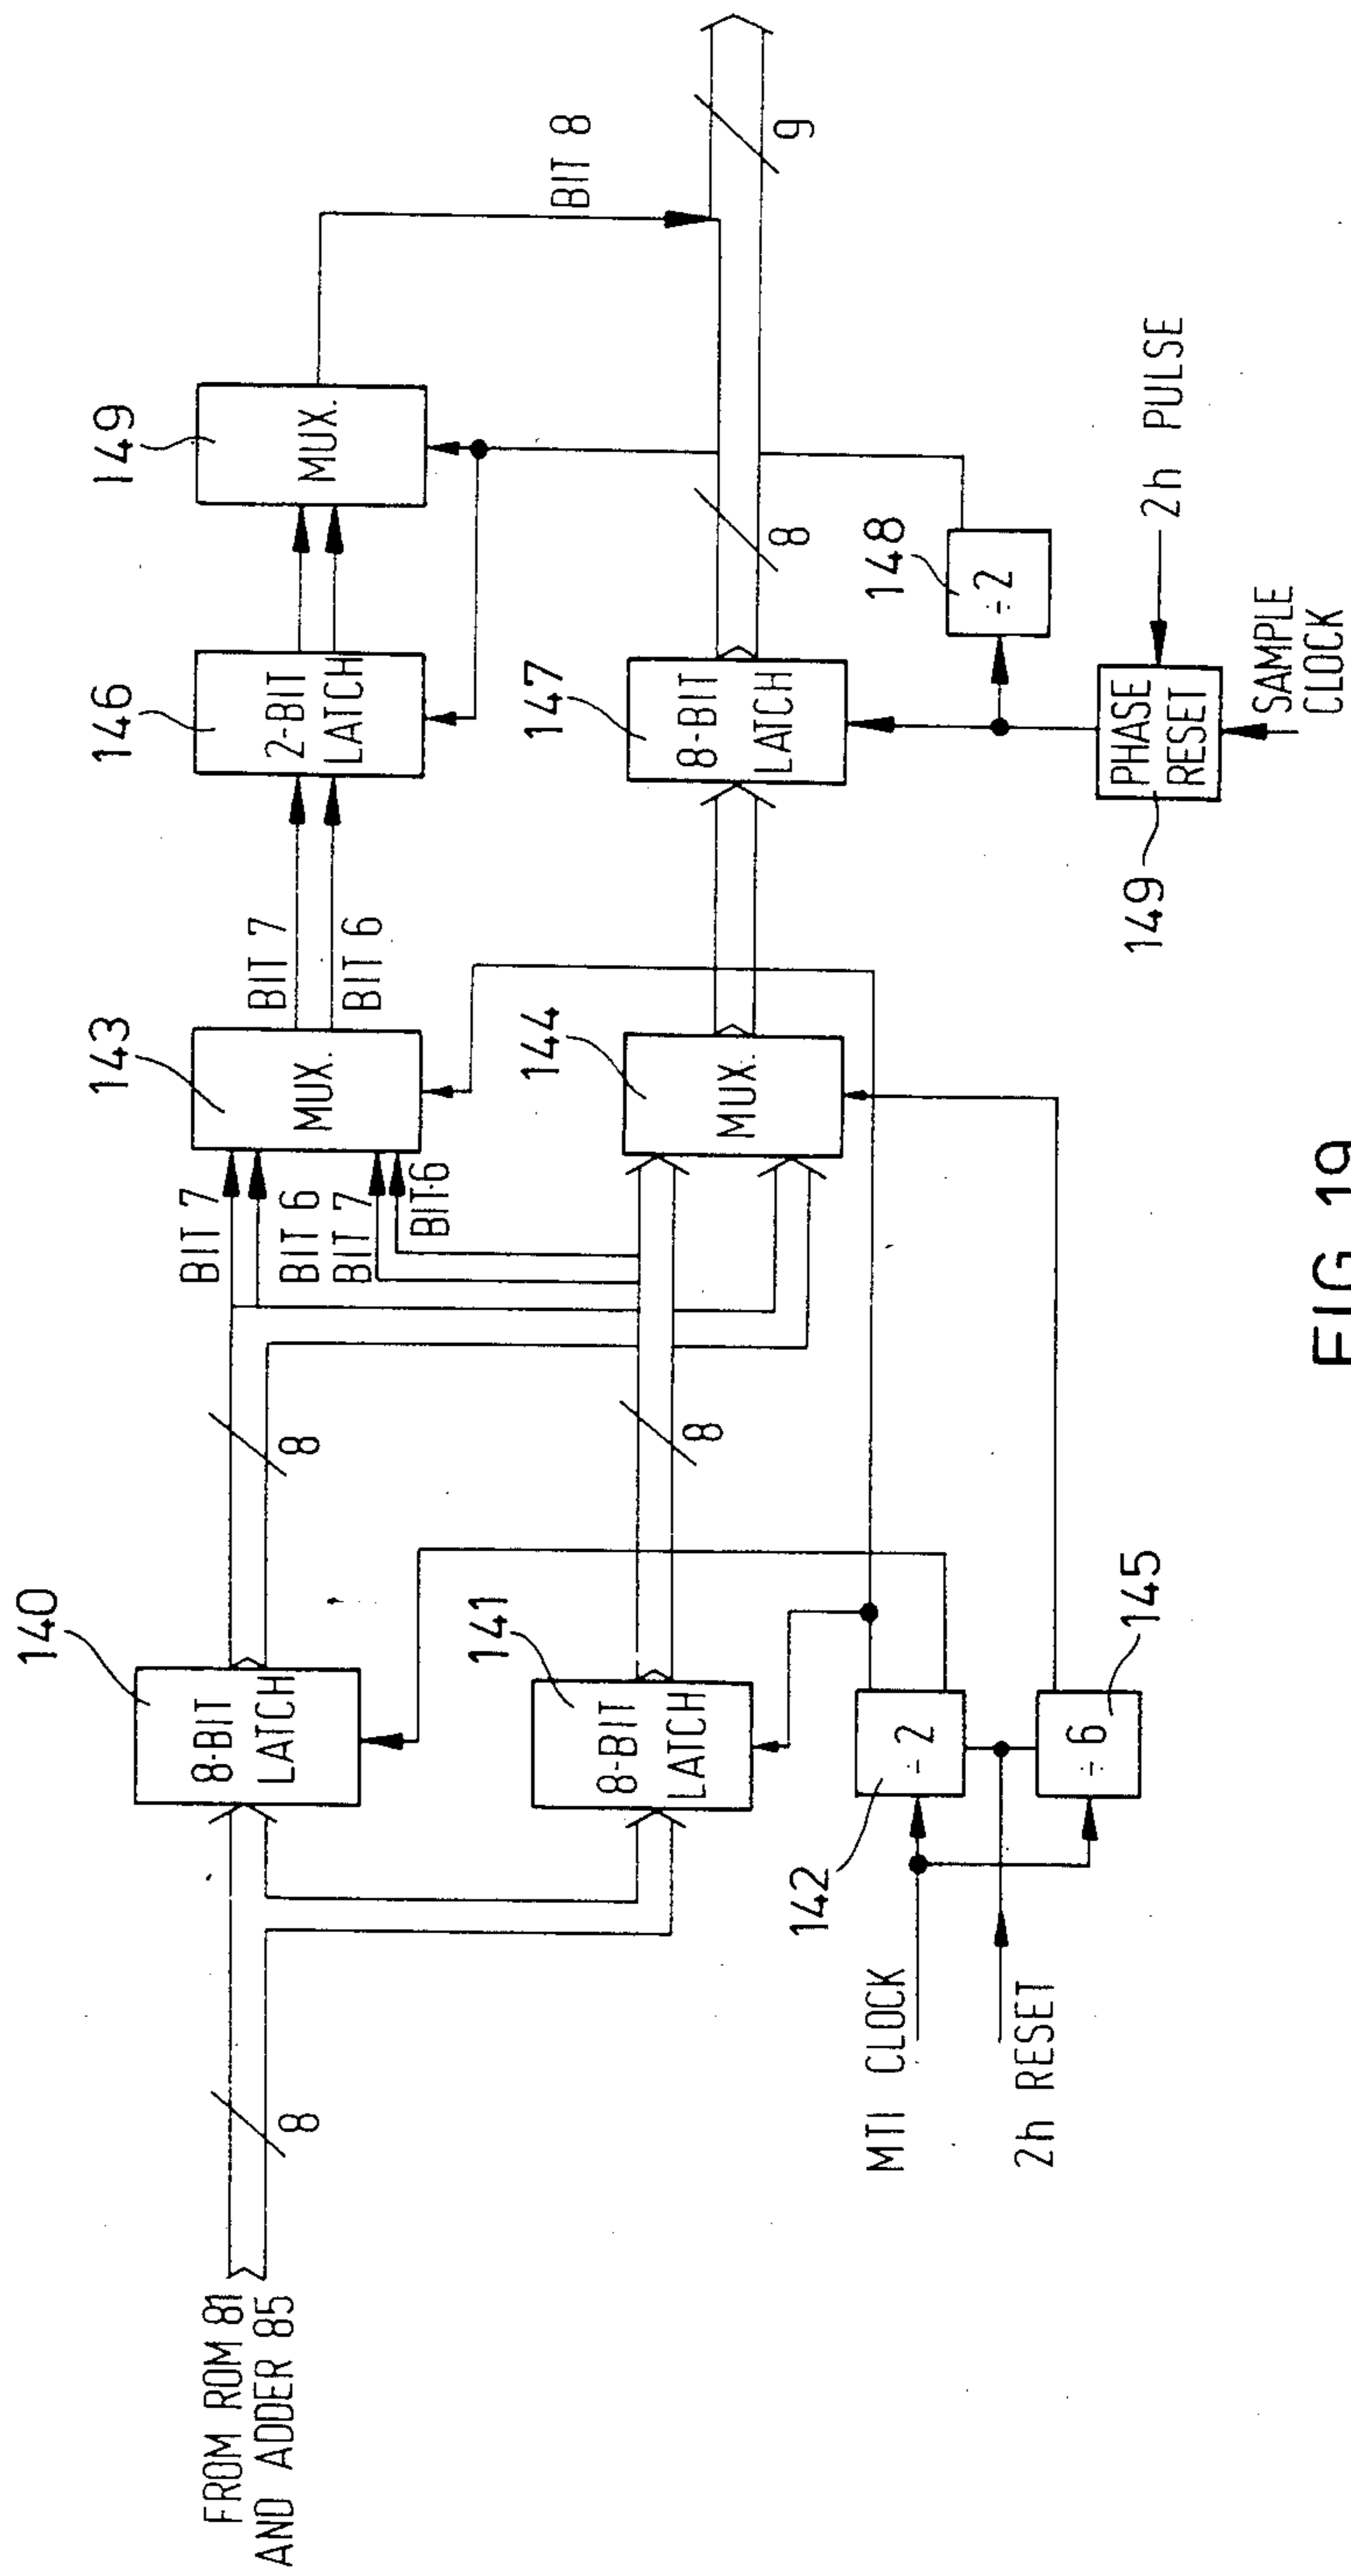 FROM ROM 81
AND ADDER 85
8
140
8-BIT
LATCH
8
BIT 7
BIT 6
BIT 7
BIT 6
143
MUX.
BIT 7
BIT 6
146
2-BIT
LATCH
149
MUX.
BIT 8
141
8-BIT
LATCH
8
144
MUX.
147
8-BIT
LATCH
8
9
MTI CLOCK
142
÷2
2h RESET
÷6
145
148
÷2
149
PHASE
RESET
2h PULSE
SAMPLE
CLOCK
FIG 19